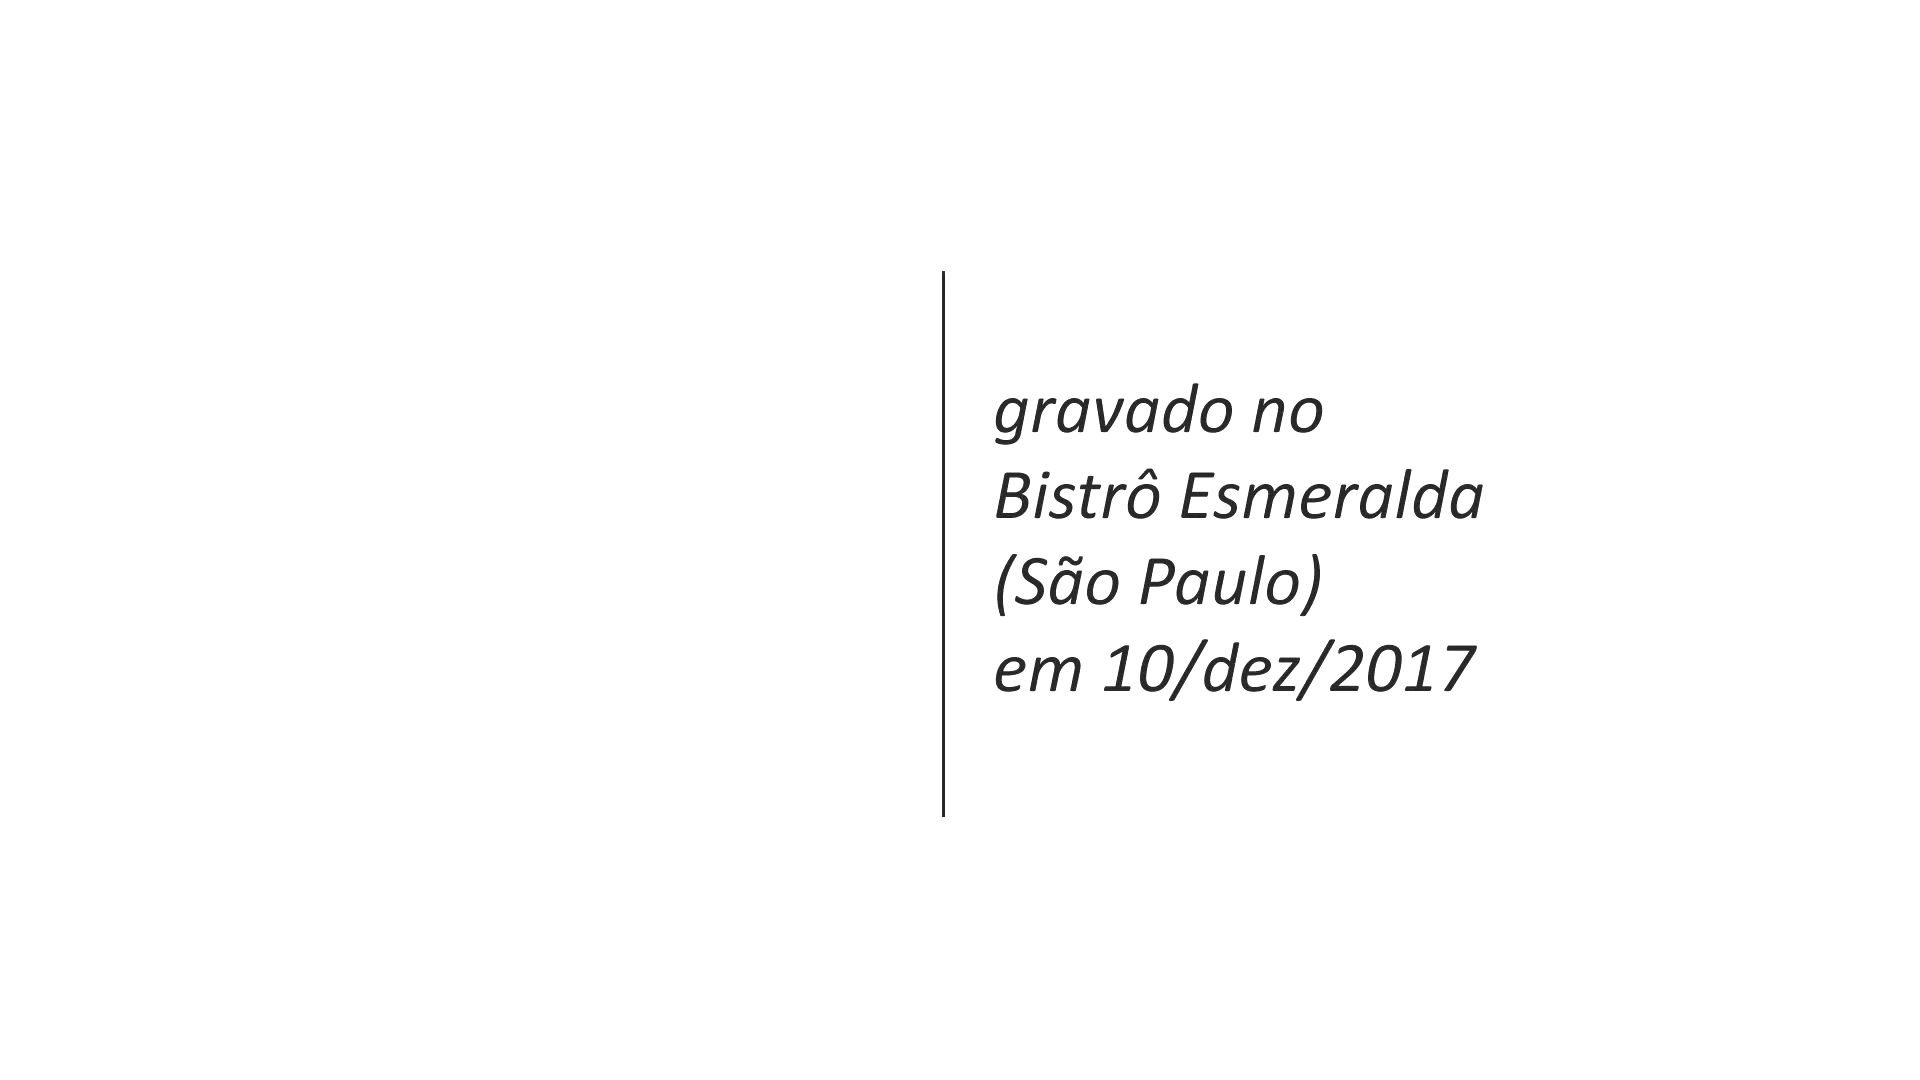 gravado no
Bistrô Esmeralda
(São Paulo)
em 10/dez/2017